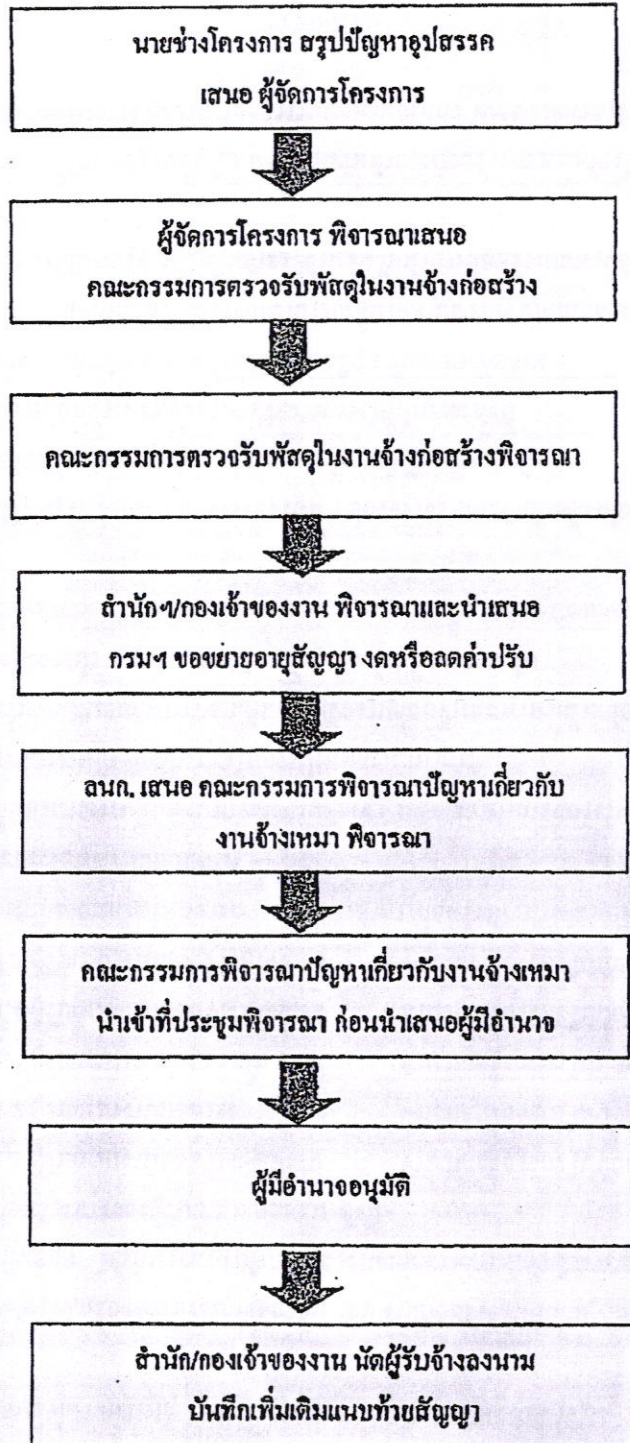 นายช่างโครงการ สรุปปัญหาอุปสรรค
เสนอ ผู้จัดการโครงการ
ผู้จัดการโครงการ พิจารณาเสนอ
คณะกรรมการตรวจรับพัสดุในงานจ้างก่อสร้าง
คณะกรรมการตรวจรับพัสดุในงานจ้างก่อสร้างพิจารณา
สำนักฯ/กองเจ้าของงาน พิจารณาและนำเสนอ
กรมฯ ขอขยายอายุสัญญา งดหรือลดค่าปรับ
ลนก. เสนอ คณะกรรมการพิจารณาปัญหาเกี่ยวกับ
งานจ้างเหมา พิจารณา
คณะกรรมการพิจารณาปัญหาเกี่ยวกับงานจ้างเหมา
นำเข้าที่ประชุมพิจารณา ก่อนนำเสนอผู้มีอำนาจ
ผู้มีอำนาจอนุมัติ
สำนัก/กองเจ้าของงาน นัดผู้รับจ้างลงนาม
บันทึกเพิ่มเติมแนบท้ายสัญญา